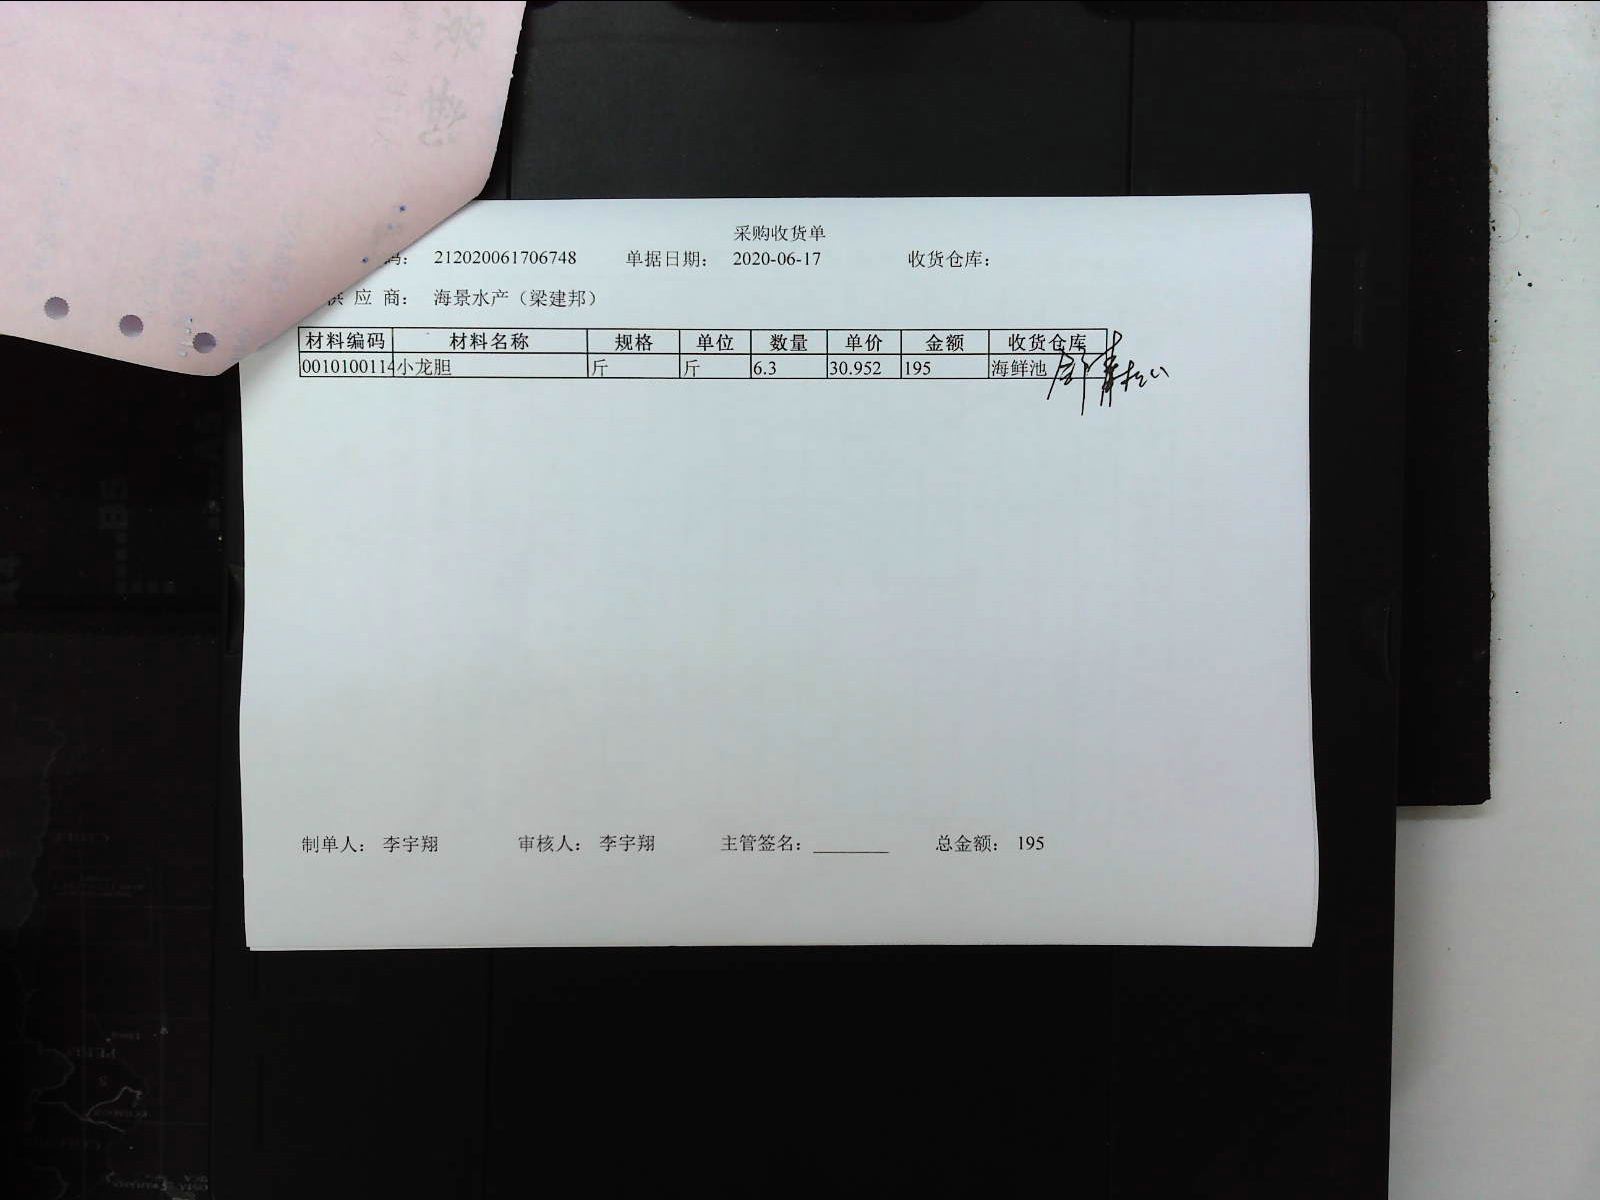 采购收货单
码: 212020061706748 单据日期: 2020-06-17 收货仓库:
供 应 商: 海景水产(梁建邦)
材料编码 材料名称 规格 单位 数量 单价 金额 收货仓库
0010100114 小龙胆 斤 斤 6.3 30.952 195 海鲜池
制单人: 李宇翔 审核人: 李宇翔 主管签名: ________ 总金额: 195